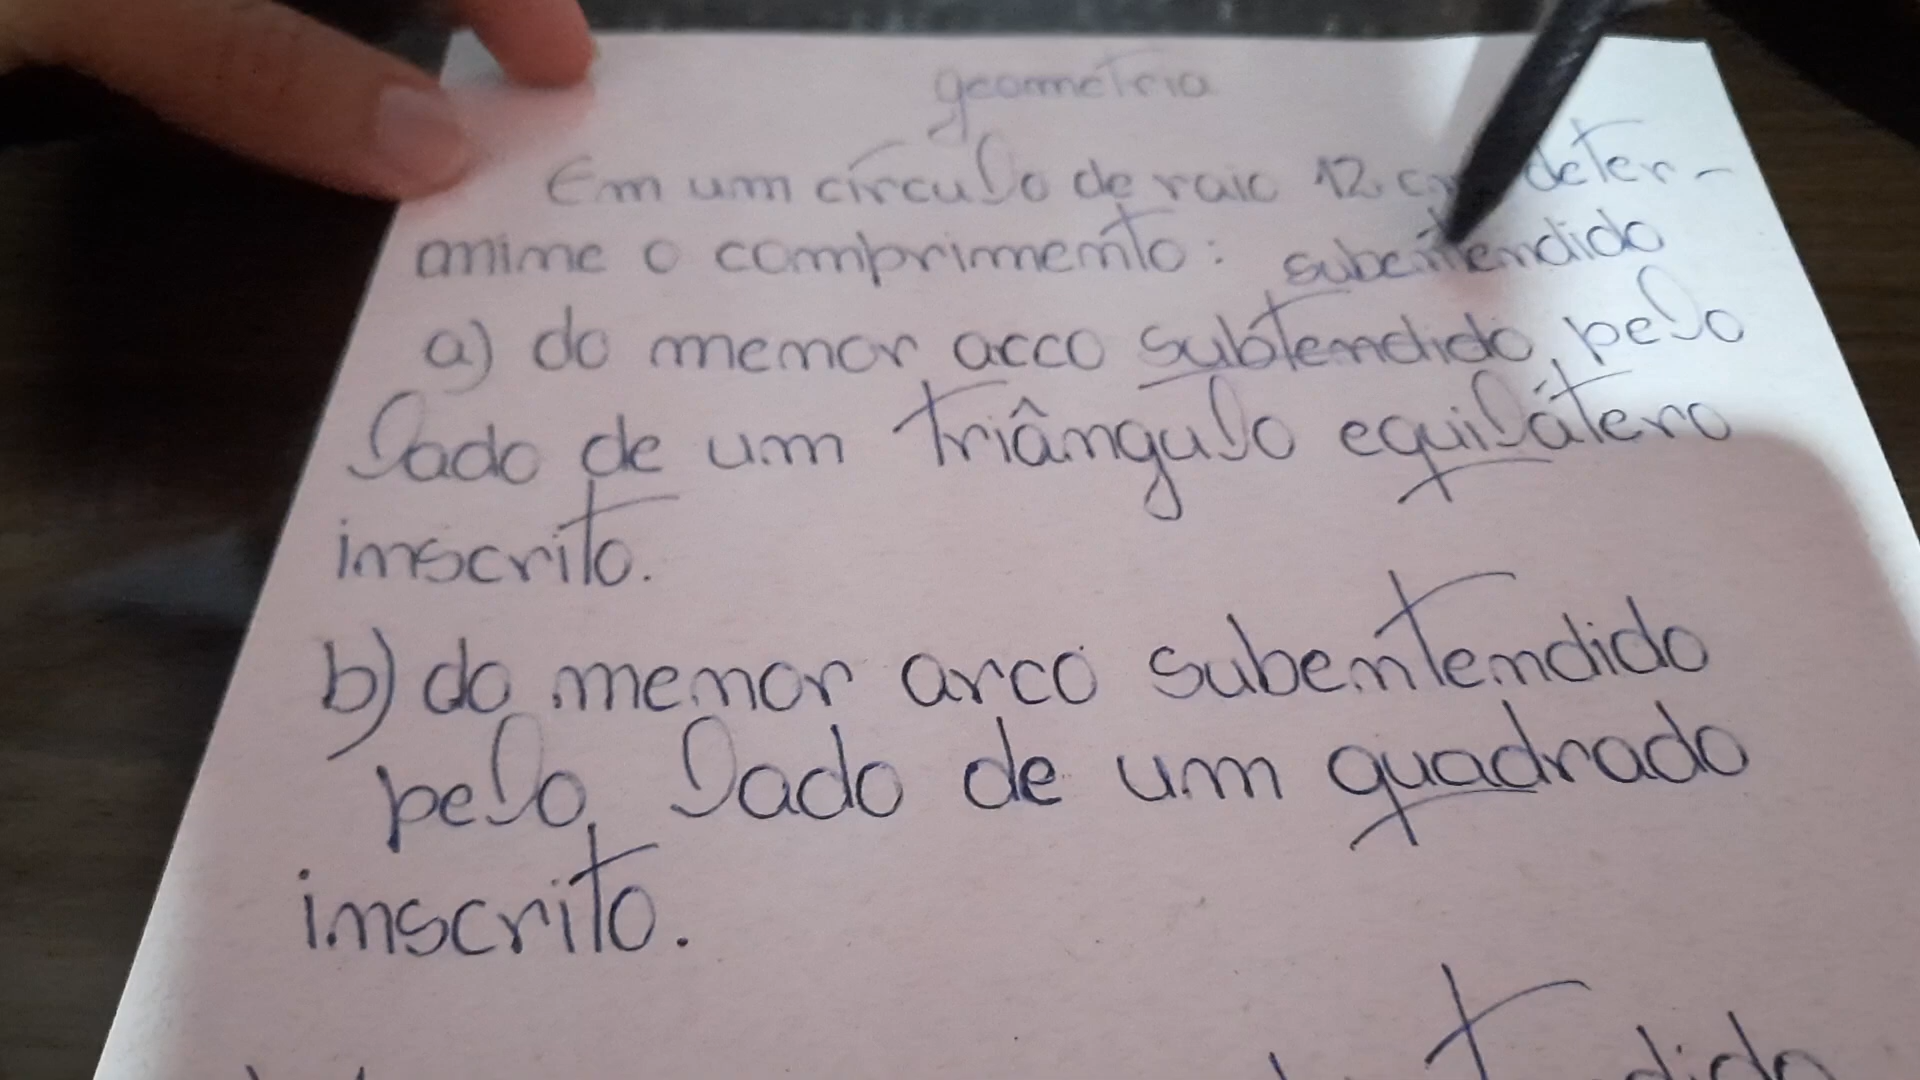 geometria
Em um círculo de raio 12 cm deter-
mine o comprimento:
subentendido
a) do menor acco subtendido, pelo
lado de um triângulo equilátero
inscrito.
b) do menor arco subentendido
pelo lado de um quadrado
inscrito.